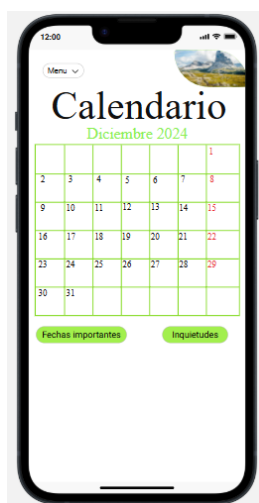 12:00
Menu
Calendario
Diciembre 2024
1
2 3 4 5 6 7 8
9 10 11 12 13 14 15
16 17 18 19 20 21 22
23 24 25 26 27 28 29
30 31
Fechas importantes Inquietudes